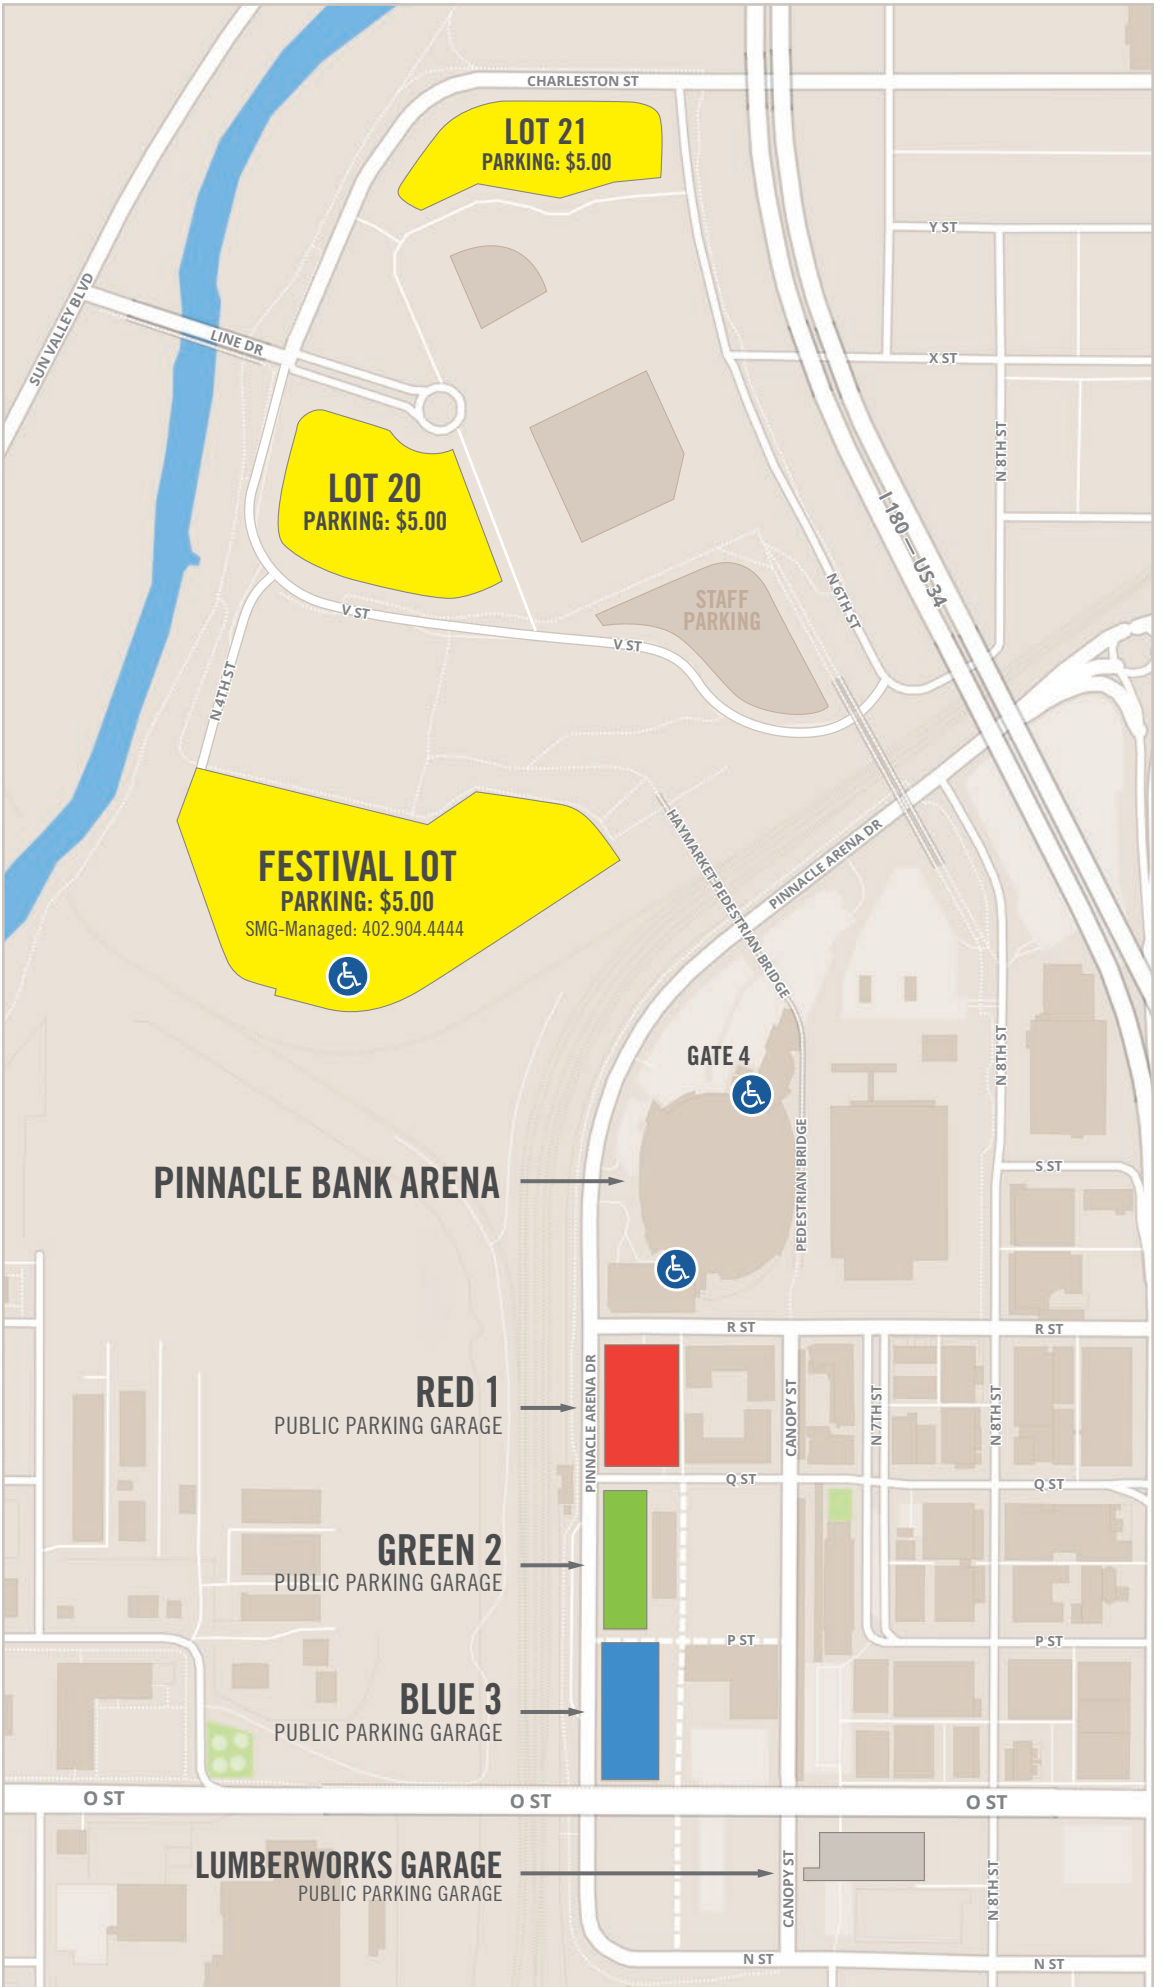 CHARLESTON ST
LOT 21
PARKING: $5.00
Y ST
SUN VALLEY BLVD
LINE DR
X ST
N 8TH ST
LOT 20
PARKING: $5.00
I 180 — US 34
V ST
STAFF
PARKING
N 6TH ST
V ST
N 4TH ST
FESTIVAL LOT
PARKING: $5.00
SMG-Managed: 402.904.4444
HAYMARKET PEDESTRIAN BRIDGE
PINNACLE ARENA DR
GATE 4
N 8TH ST
PINNACLE BANK ARENA
PEDESTRIAN BRIDGE
S ST
R ST
R ST
RED 1
PUBLIC PARKING GARAGE
PINNACLE ARENA DR
CANOPY ST
N 7TH ST
N 8TH ST
Q ST
Q ST
GREEN 2
PUBLIC PARKING GARAGE
P ST
P ST
BLUE 3
PUBLIC PARKING GARAGE
O ST
O ST
O ST
LUMBERWORKS GARAGE
PUBLIC PARKING GARAGE
CANOPY ST
N 8TH ST
N ST
N ST